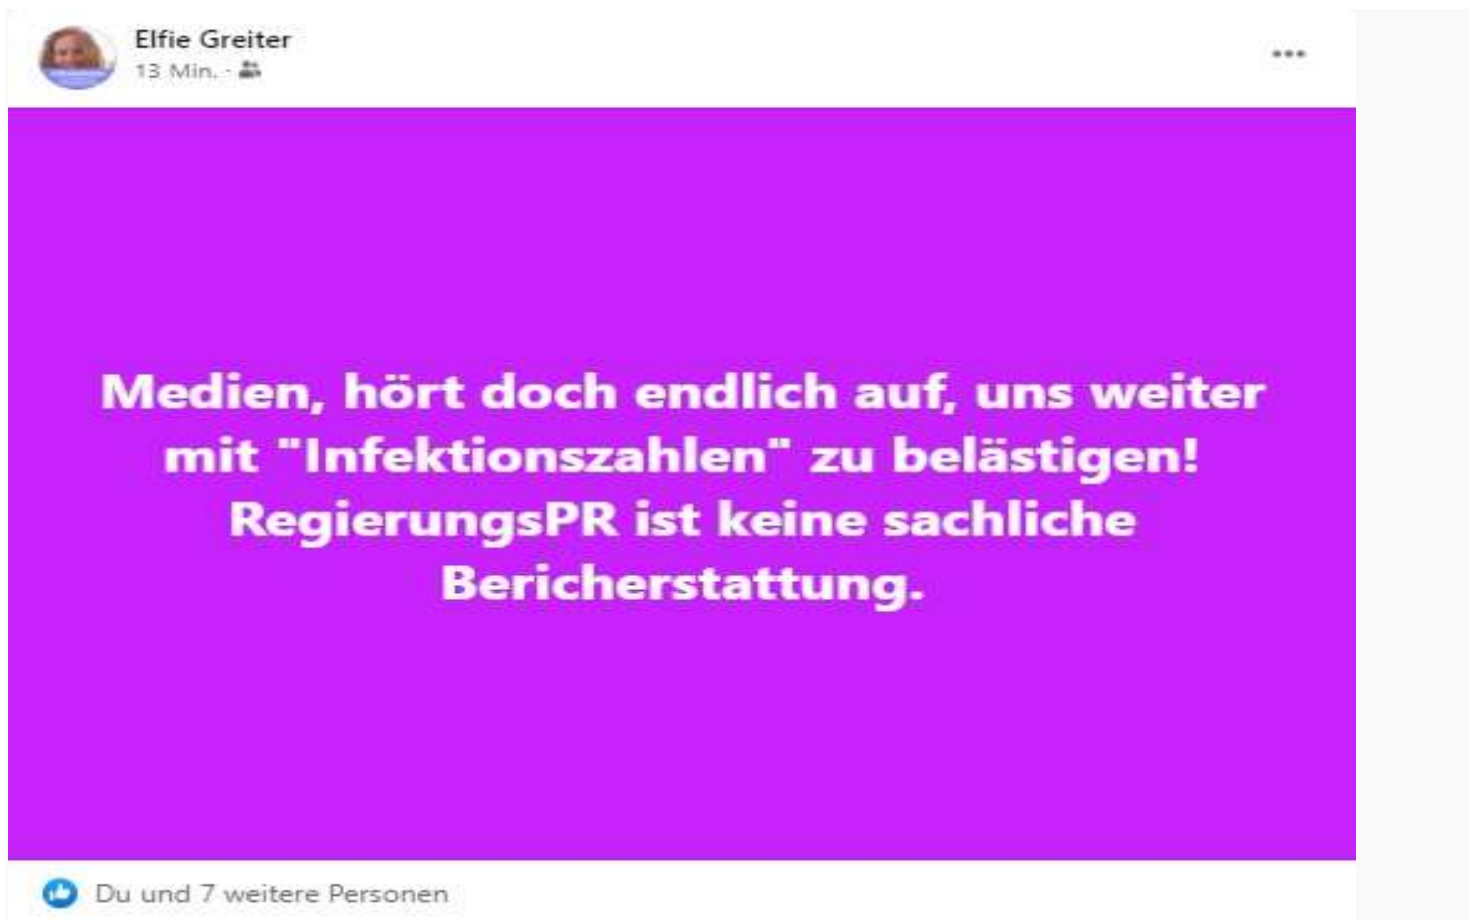 Elfie Greiter
13 Min. ·
Medien, hört doch endlich auf, uns weiter
mit "Infektionszahlen" zu belästigen!
RegierungsPR ist keine sachliche
Bericherstattung.
Du und 7 weitere Personen